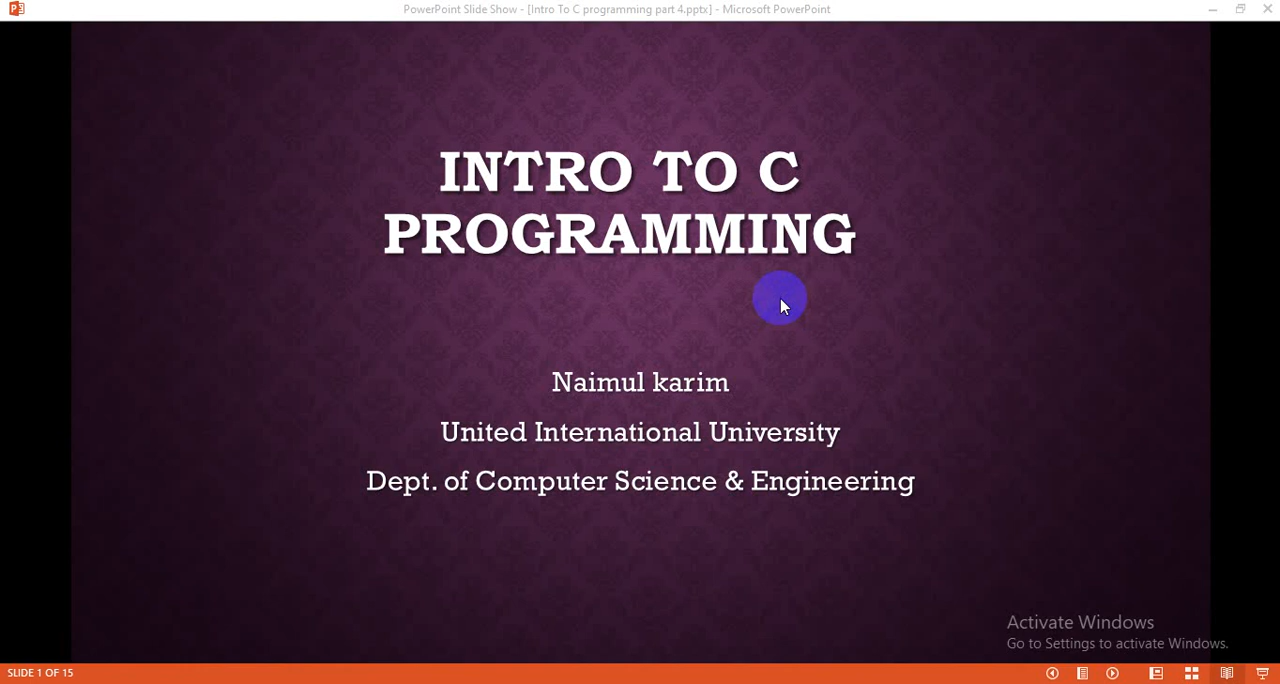 PowerPoint Slide Show - [Intro To C programming part 4.pptx] - Microsoft PowerPoint
INTRO TO C
PROGRAMMING
Naimul karim
United International University
Dept. of Computer Science & Engineering
Activate Windows
Go to Settings to activate Windows.
SLIDE 1 OF 15